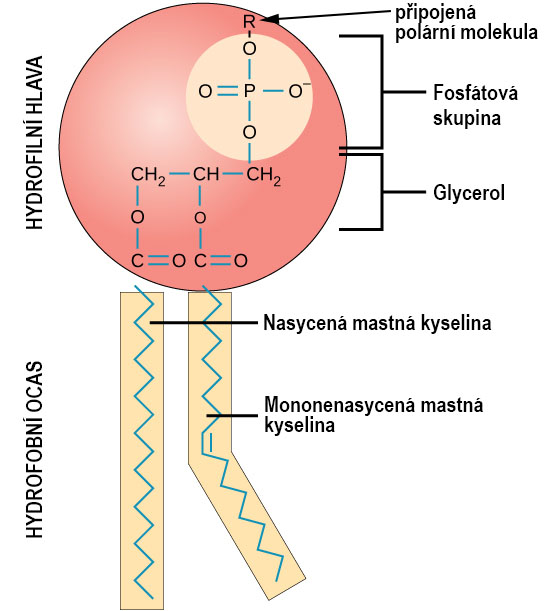 R
připojená
polární molekula
O
O
P
O⁻
Fosfátová
skupina
O
CH₂
CH
CH₂
Glycerol
O
O
C
O
C
O
HYDROFILNÍ HLAVA
Nasycená mastná kyselina
Mononenasycená mastná
kyselina
HYDROFOBNÍ OCAS